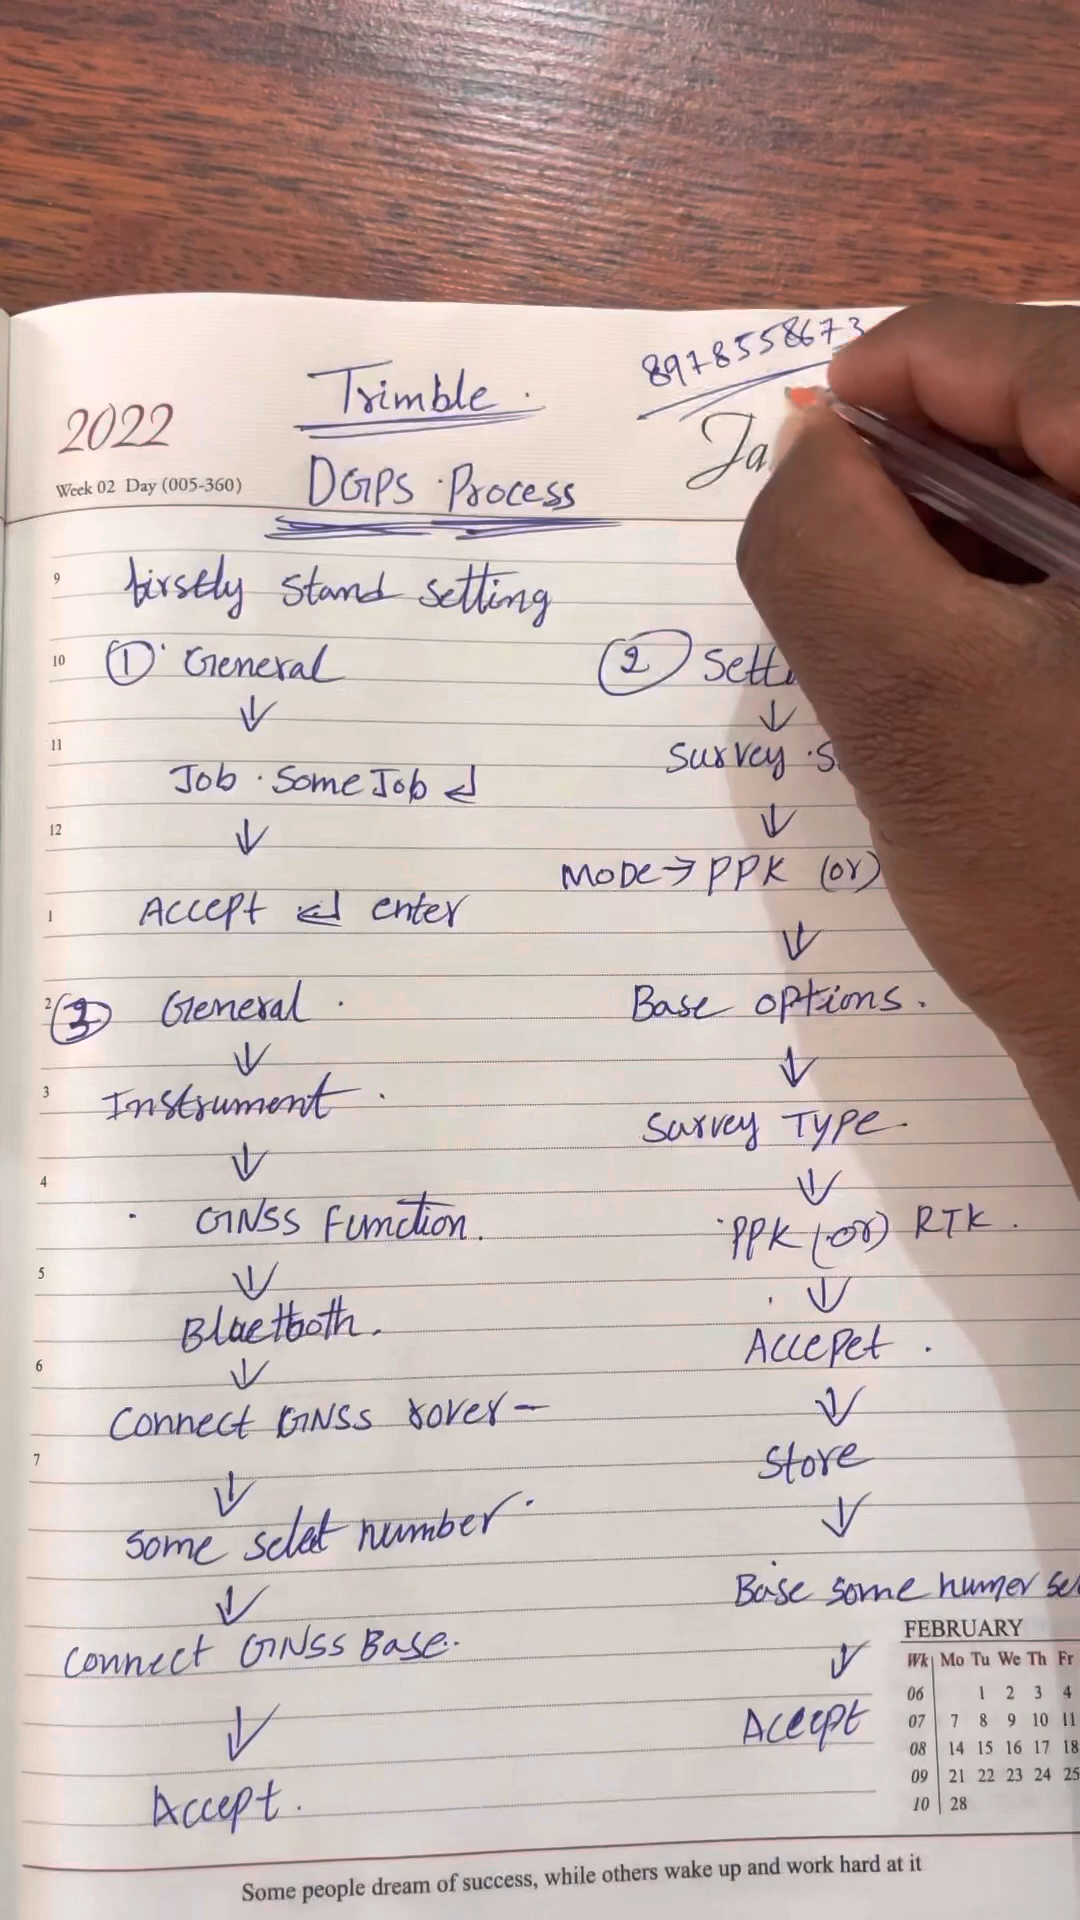 8978558673
Trimble.
2022
Week 02 Day (005-360)
DGPS Process
9
firstly stand setting
10
① General
↓
11
Job. Some Job ↲
12
↓
1
Accept ↲ enter
②
↓
Survey
↓
Mode → PPK (or)
↓
Base options.
↓
Survey Type.
↓
PPK (or) RTK.
↓
Accepet.
↓
Store
↓
Base some numer
↓
Accept
2
③ General.
↓
3
Instrument.
↓
4
GNSS Function.
5
↓
Bluetboth.
6
↓
Connect GNSS rover -
7
↓
some select number
↓
Connect GNSS Base..
↓
Accept.
FEBRUARY
Wk Mo Tu We Th Fr
06 1 2 3 4
07 7 8 9 10 11
08 14 15 16 17 18
09 21 22 23 24 25
10 28
Some people dream of success, while others wake up and work hard at it